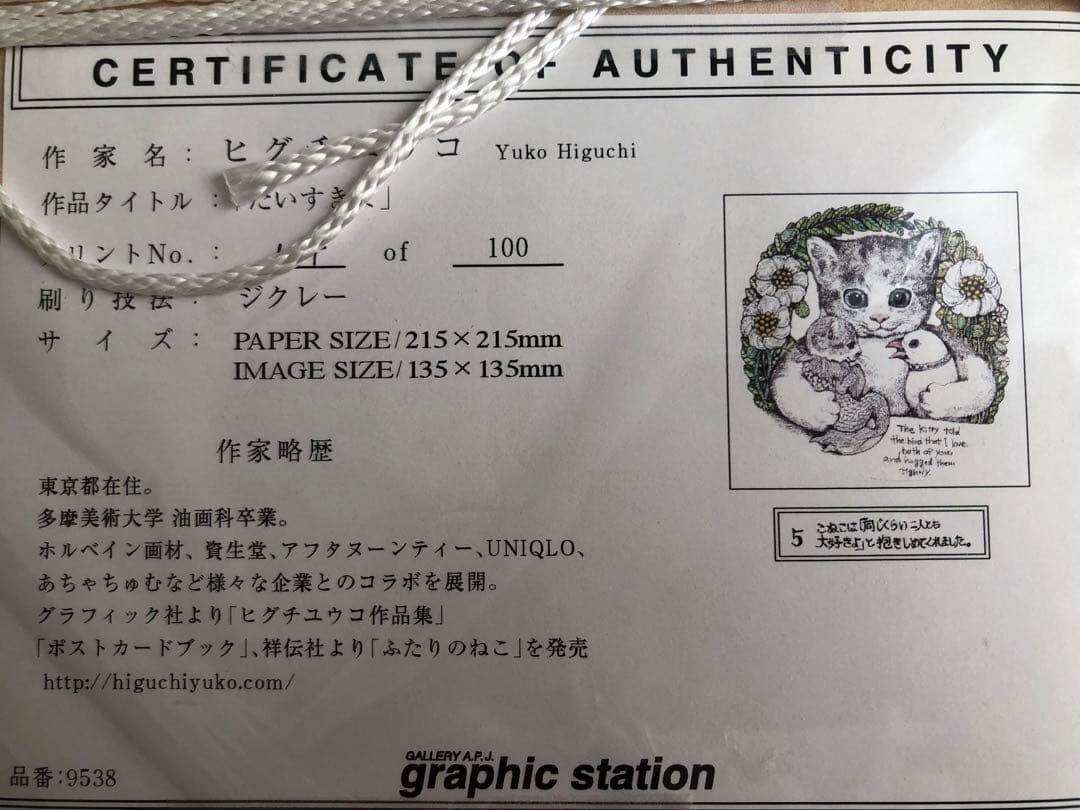 CERTIFICATE OF AUTHENTICITY
作家名: ヒグチユウコ Yuko Higuchi
作品タイトル:「だいすきよ」
プリントNo.: of 100
刷り技法: ジクレー
サイズ: PAPER SIZE/215×215mm
IMAGE SIZE/135×135mm
The Kitty told
the bird that I love
both of you,
and hugged them
Tightly.
5 こねこは「同じくらい二人とも
大好きよ」と抱きしめてくれました。
作家略歴
東京都在住。
多摩美術大学 油画科卒業。
ホルベイン画材、資生堂、アフタヌーンティー、UNIQLO、
あちゃちゅむなど様々な企業とのコラボを展開。
グラフィック社より「ヒグチユウコ作品集」
「ポストカードブック」、祥伝社より「ふたりのねこ」を発売
http://higuchiyuko.com/
品番:9538
GALLERY A.P.J.
graphic station